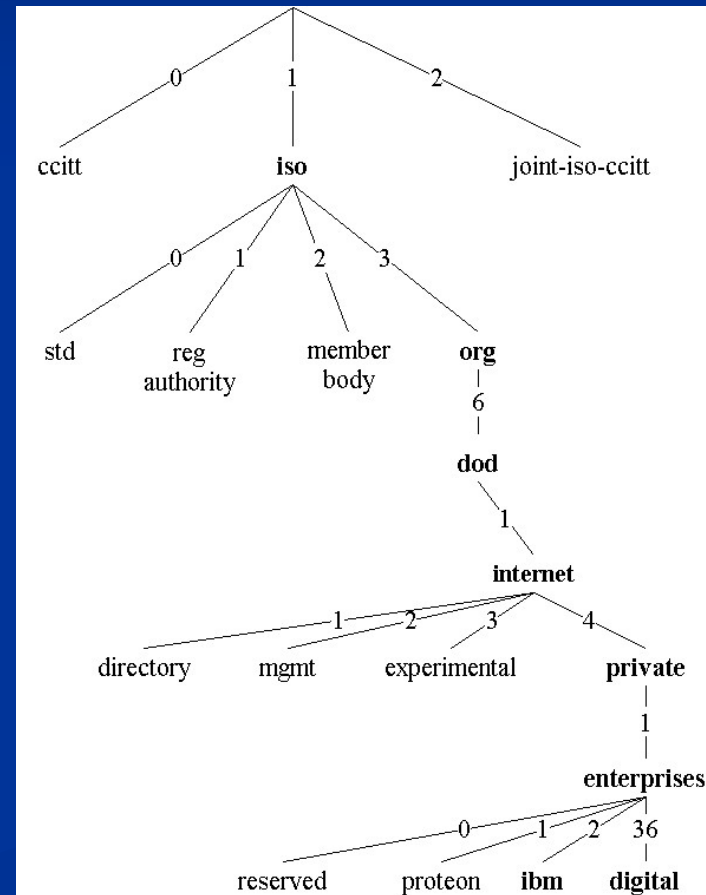 0 1 2
ccitt iso joint-iso-ccitt
0 1 2 3
std reg member org
authority body
6
dod
1
internet
1 2 3 4
directory mgmt experimental private
1
enterprises
0 1 2 36
reserved proteon ibm digital